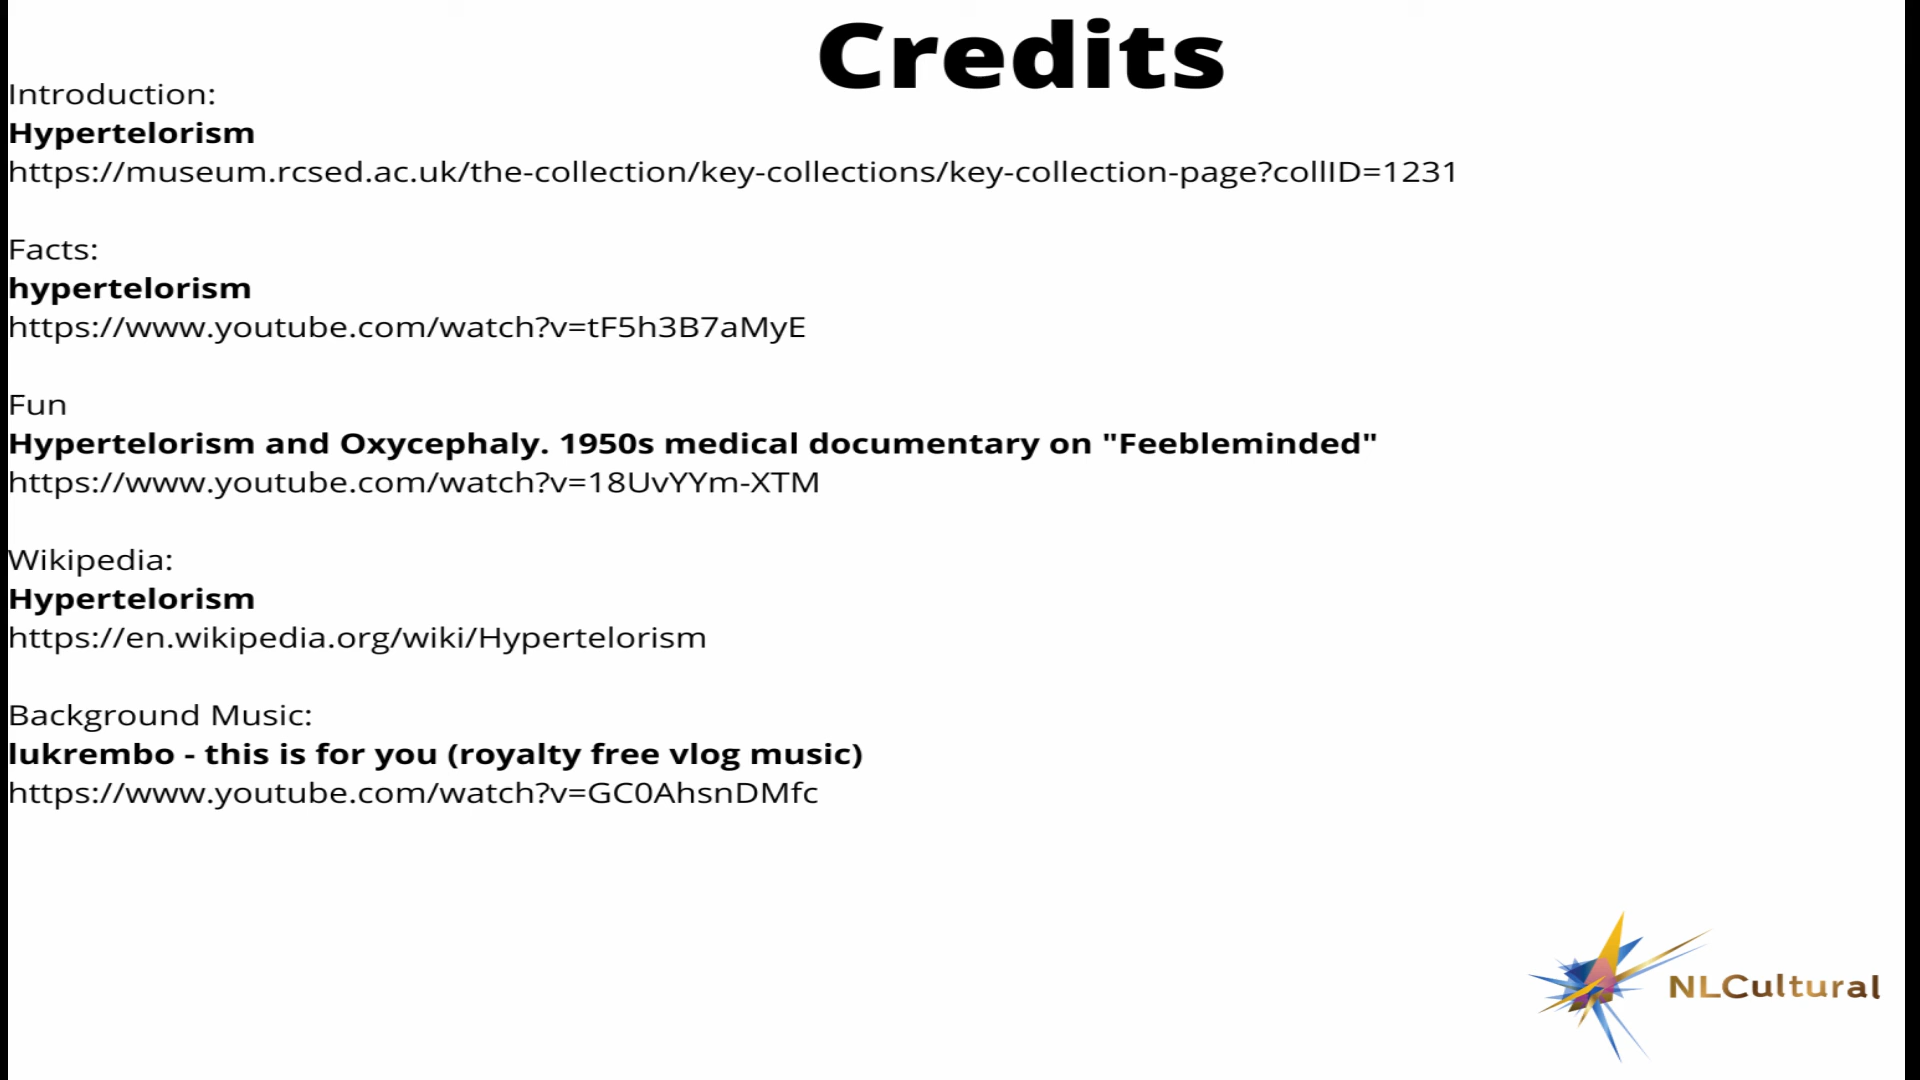 Credits
Introduction:
Hypertelorism
https://museum.rcsed.ac.uk/the-collection/key-collections/key-collection-page?collID=1231
Facts:
hypertelorism
https://www.youtube.com/watch?v=tF5h3B7aMyE
Fun
Hypertelorism and Oxycephaly. 1950s medical documentary on "Feebleminded"
https://www.youtube.com/watch?v=18UvYYm-XTM
Wikipedia:
Hypertelorism
https://en.wikipedia.org/wiki/Hypertelorism
Background Music:
lukrembo - this is for you (royalty free vlog music)
https://www.youtube.com/watch?v=GC0AhsnDMfc
NLCultural